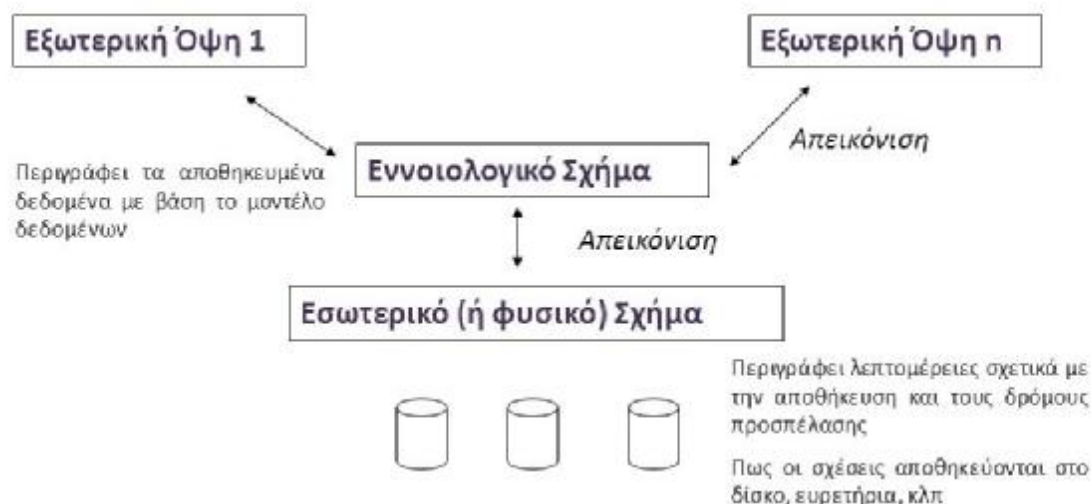 Εξωτερική Όψη 1
Εξωτερική Όψη n
Απεικόνιση
Εννοιολογικό Σχήμα
Περιγράφει τα αποθηκευμένα
δεδομένα με βάση το μοντέλο
δεδομένων
Απεικόνιση
Εσωτερικό (ή φυσικό) Σχήμα
Περιγράφει λεπτομέρειες σχετικά με
την αποθήκευση και τους δρόμους
προσπέλασης
Πως οι σχέσεις αποθηκεύονται στο
δίσκο, ευρετήρια, κλπ